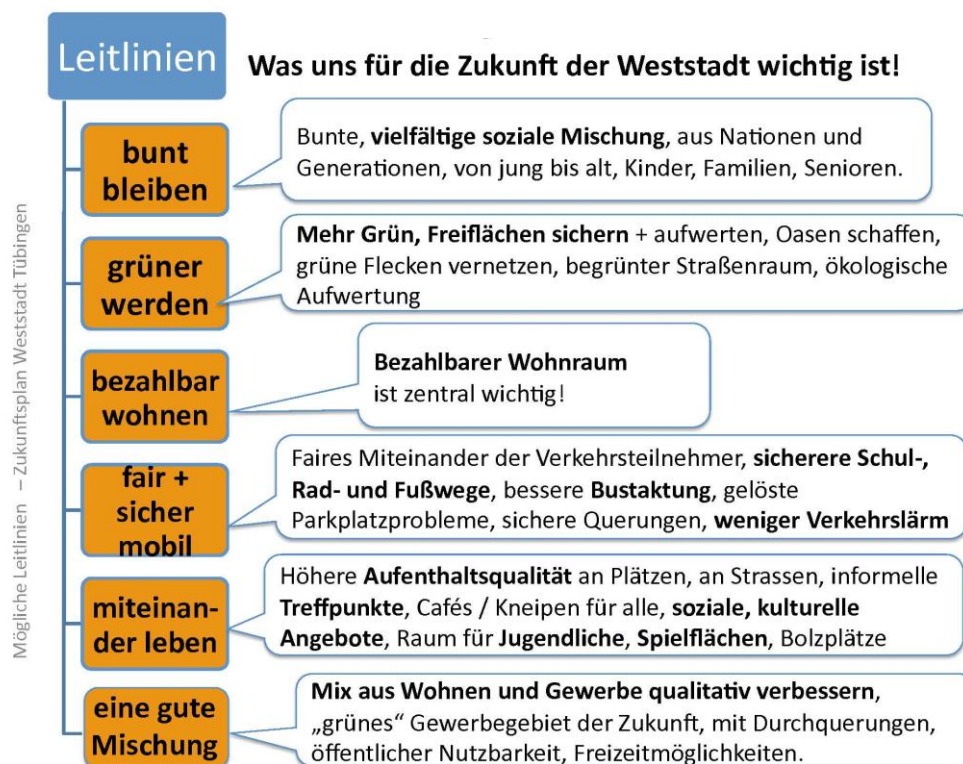 Leitlinien
Was uns für die Zukunft der Weststadt wichtig ist!
bunt
bleiben
Bunte, vielfältige soziale Mischung, aus Nationen und
Generationen, von jung bis alt, Kinder, Familien, Senioren.
grüner
werden
Mehr Grün, Freiflächen sichern + aufwerten, Oasen schaffen,
grüne Flecken vernetzen, begrünter Straßenraum, ökologische
Aufwertung
bezahlbar
wohnen
Bezahlbarer Wohnraum
ist zentral wichtig!
fair +
sicher
mobil
Faires Miteinander der Verkehrsteilnehmer, sicherere Schul-,
Rad- und Fußwege, bessere Bustaktung, gelöste
Parkplatzprobleme, sichere Querungen, weniger Verkehrslärm
miteinan-
der leben
Höhere Aufenthaltsqualität an Plätzen, an Strassen, informelle
Treffpunkte, Cafés / Kneipen für alle, soziale, kulturelle
Angebote, Raum für Jugendliche, Spielflächen, Bolzplätze
eine gute
Mischung
Mix aus Wohnen und Gewerbe qualitativ verbessern,
„grünes“ Gewerbegebiet der Zukunft, mit Durchquerungen,
öffentlicher Nutzbarkeit, Freizeitmöglichkeiten.
Mögliche Leitlinien – Zukunftsplan Weststadt Tübingen